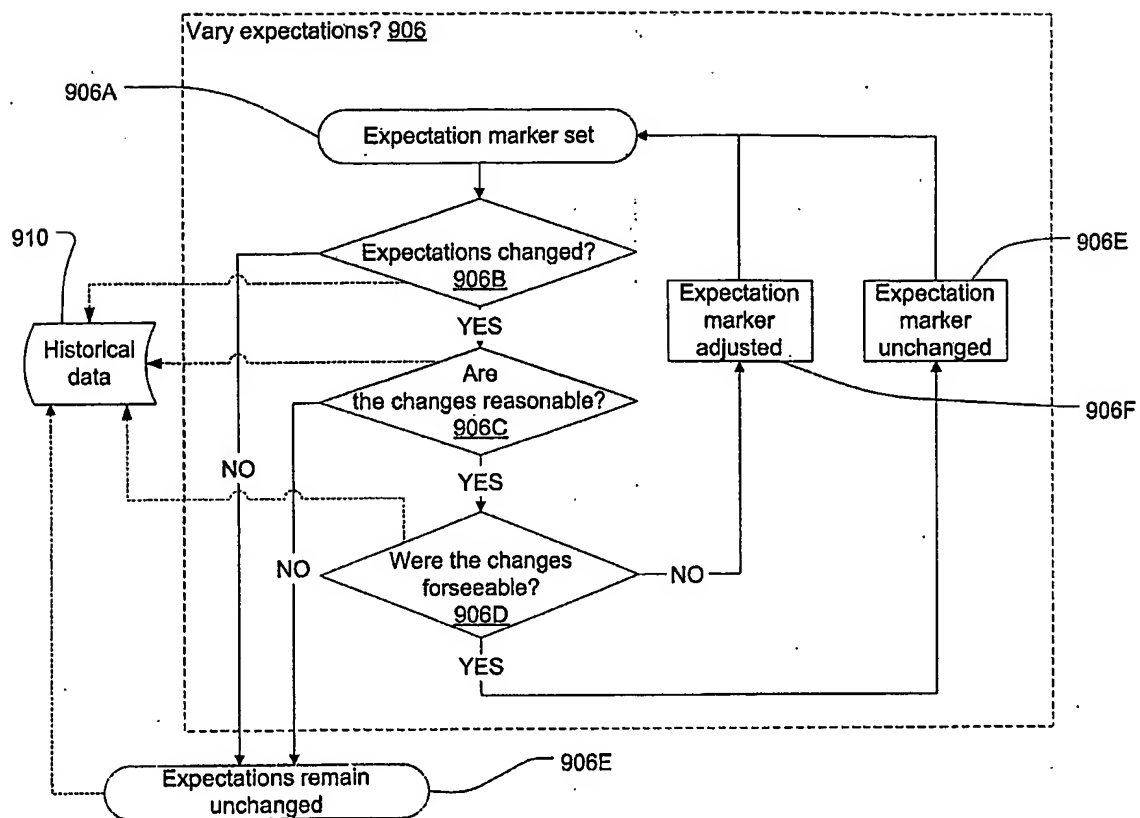 Vary expectations? 906
906A
Expectation marker set
910
Expectations changed?
906B
906E
Expectation
marker
adjusted
Expectation
marker
unchanged
YES
Historical
data
Are
the changes reasonable?
906C
906F
NO
YES
NO
Were the changes
forseeable?
906D
NO
YES
906E
Expectations remain
unchanged